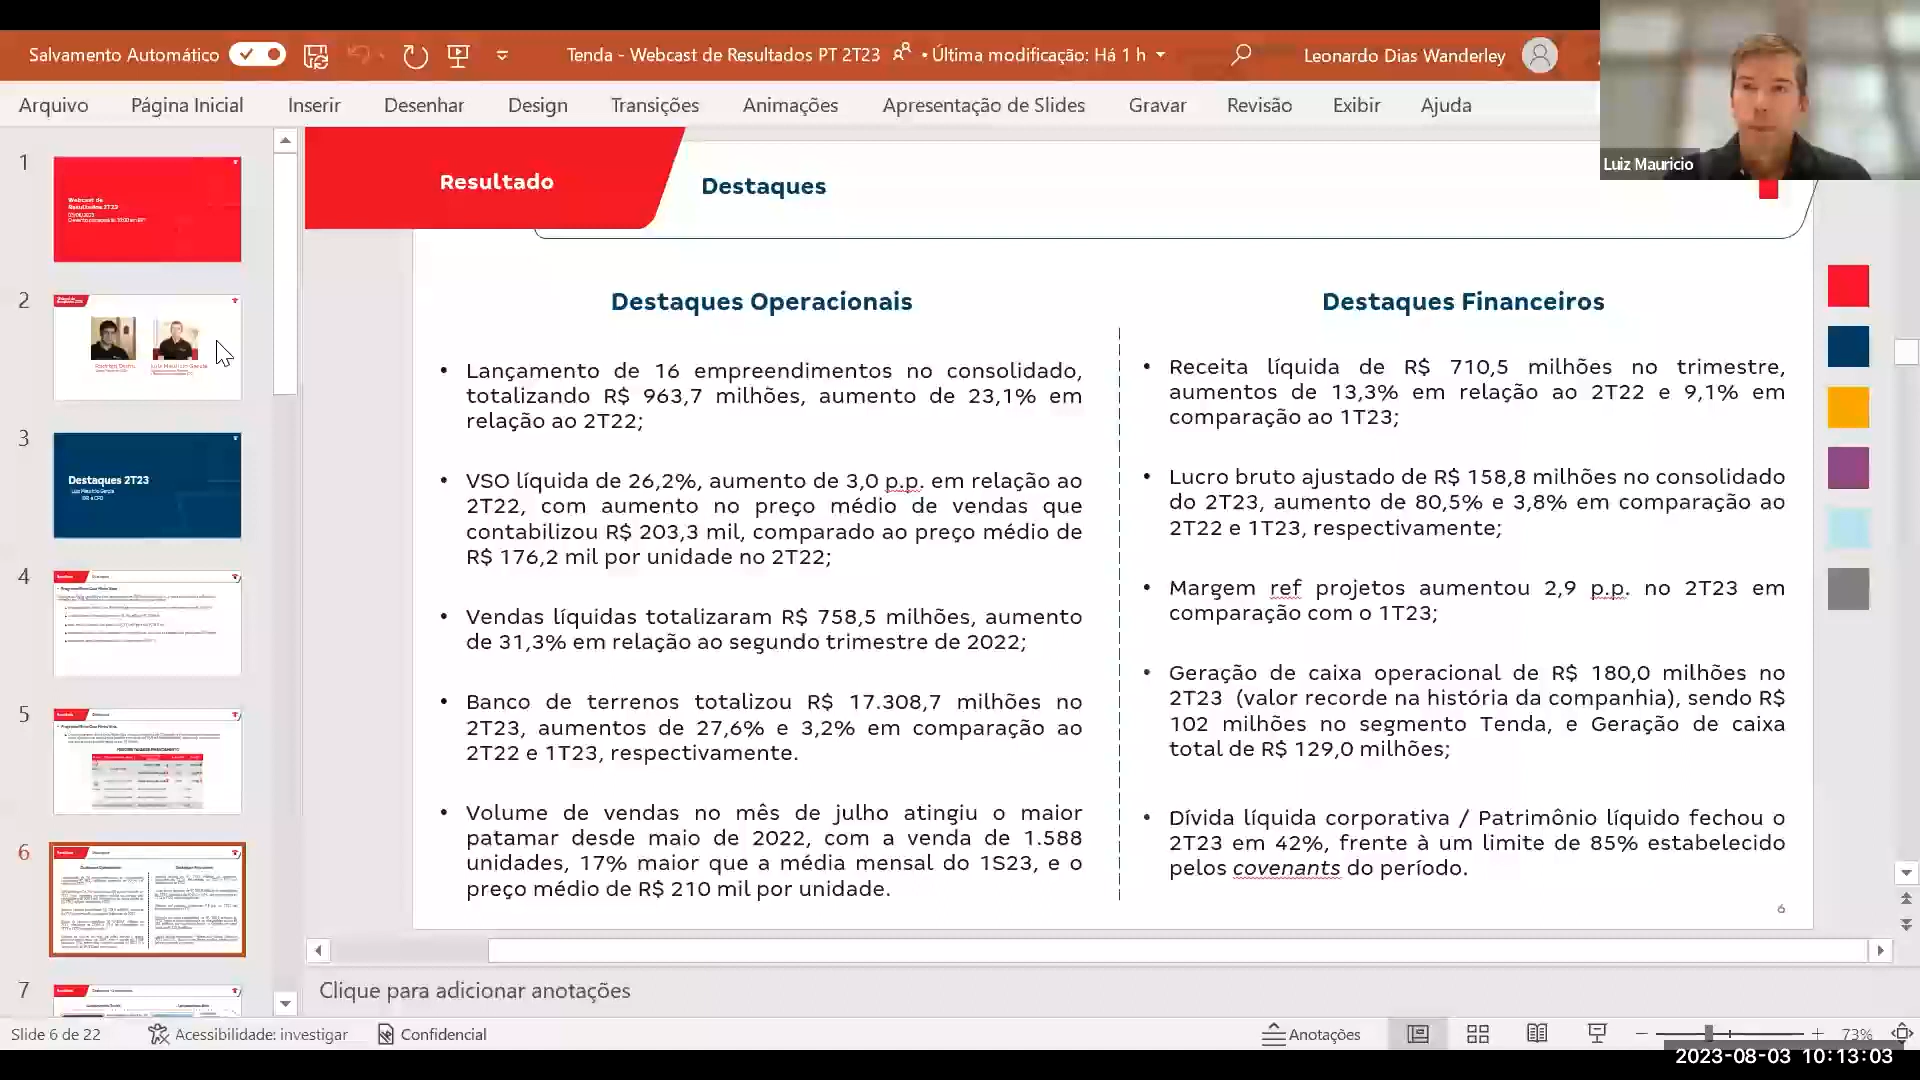 Salvamento Automático
Tenda - Webcast de Resultados PT 2T23 • Última modificação: Há 1 h
Leonardo Dias Wanderley
Arquivo Página Inicial Inserir Desenhar Design Transições Animações Apresentação de Slides Gravar Revisão Exibir Ajuda
Luiz Mauricio
1
Webcast de
Resultados 2T23
2
3
Destaques 2T23
4
5
6
7
Resultado
Destaques
Destaques Operacionais
• Lançamento de 16 empreendimentos no consolidado,
totalizando R$ 963,7 milhões, aumento de 23,1% em
relação ao 2T22;
• VSO líquida de 26,2%, aumento de 3,0 p.p. em relação ao
2T22, com aumento no preço médio de vendas que
contabilizou R$ 203,3 mil, comparado ao preço médio de
R$ 176,2 mil por unidade no 2T22;
• Vendas líquidas totalizaram R$ 758,5 milhões, aumento
de 31,3% em relação ao segundo trimestre de 2022;
• Banco de terrenos totalizou R$ 17.308,7 milhões no
2T23, aumentos de 27,6% e 3,2% em comparação ao
2T22 e 1T23, respectivamente.
• Volume de vendas no mês de julho atingiu o maior
patamar desde maio de 2022, com a venda de 1.588
unidades, 17% maior que a média mensal do 1S23, e o
preço médio de R$ 210 mil por unidade.
Destaques Financeiros
• Receita líquida de R$ 710,5 milhões no trimestre,
aumentos de 13,3% em relação ao 2T22 e 9,1% em
comparação ao 1T23;
• Lucro bruto ajustado de R$ 158,8 milhões no consolidado
do 2T23, aumento de 80,5% e 3,8% em comparação ao
2T22 e 1T23, respectivamente;
• Margem ref projetos aumentou 2,9 p.p. no 2T23 em
comparação com o 1T23;
• Geração de caixa operacional de R$ 180,0 milhões no
2T23 (valor recorde na história da companhia), sendo R$
102 milhões no segmento Tenda, e Geração de caixa
total de R$ 129,0 milhões;
• Dívida líquida corporativa / Patrimônio líquido fechou o
2T23 em 42%, frente à um limite de 85% estabelecido
pelos covenants do período.
6
Clique para adicionar anotações
Slide 6 de 22 Acessibilidade: investigar Confidencial Anotações 73%
2023-08-03 10:13:03